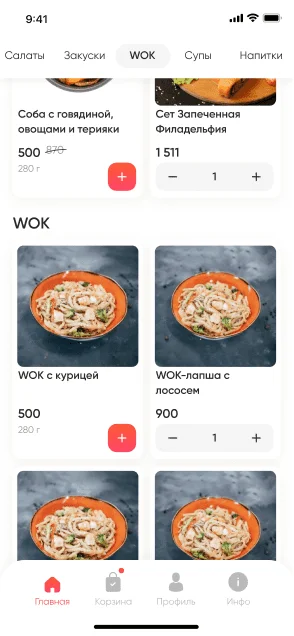 9:41
Салаты Закуски WOK Супы Напитки
Соба с говядиной,
овощами и терияки
500 870
280 г
+
Сет Запеченная
Филадельфия
1 511
− 1 +
WOK
WOK с курицей
500
280 г
+
WOK-лапша с
лососем
900
− 1 +
Главная Корзина Профиль Инфо